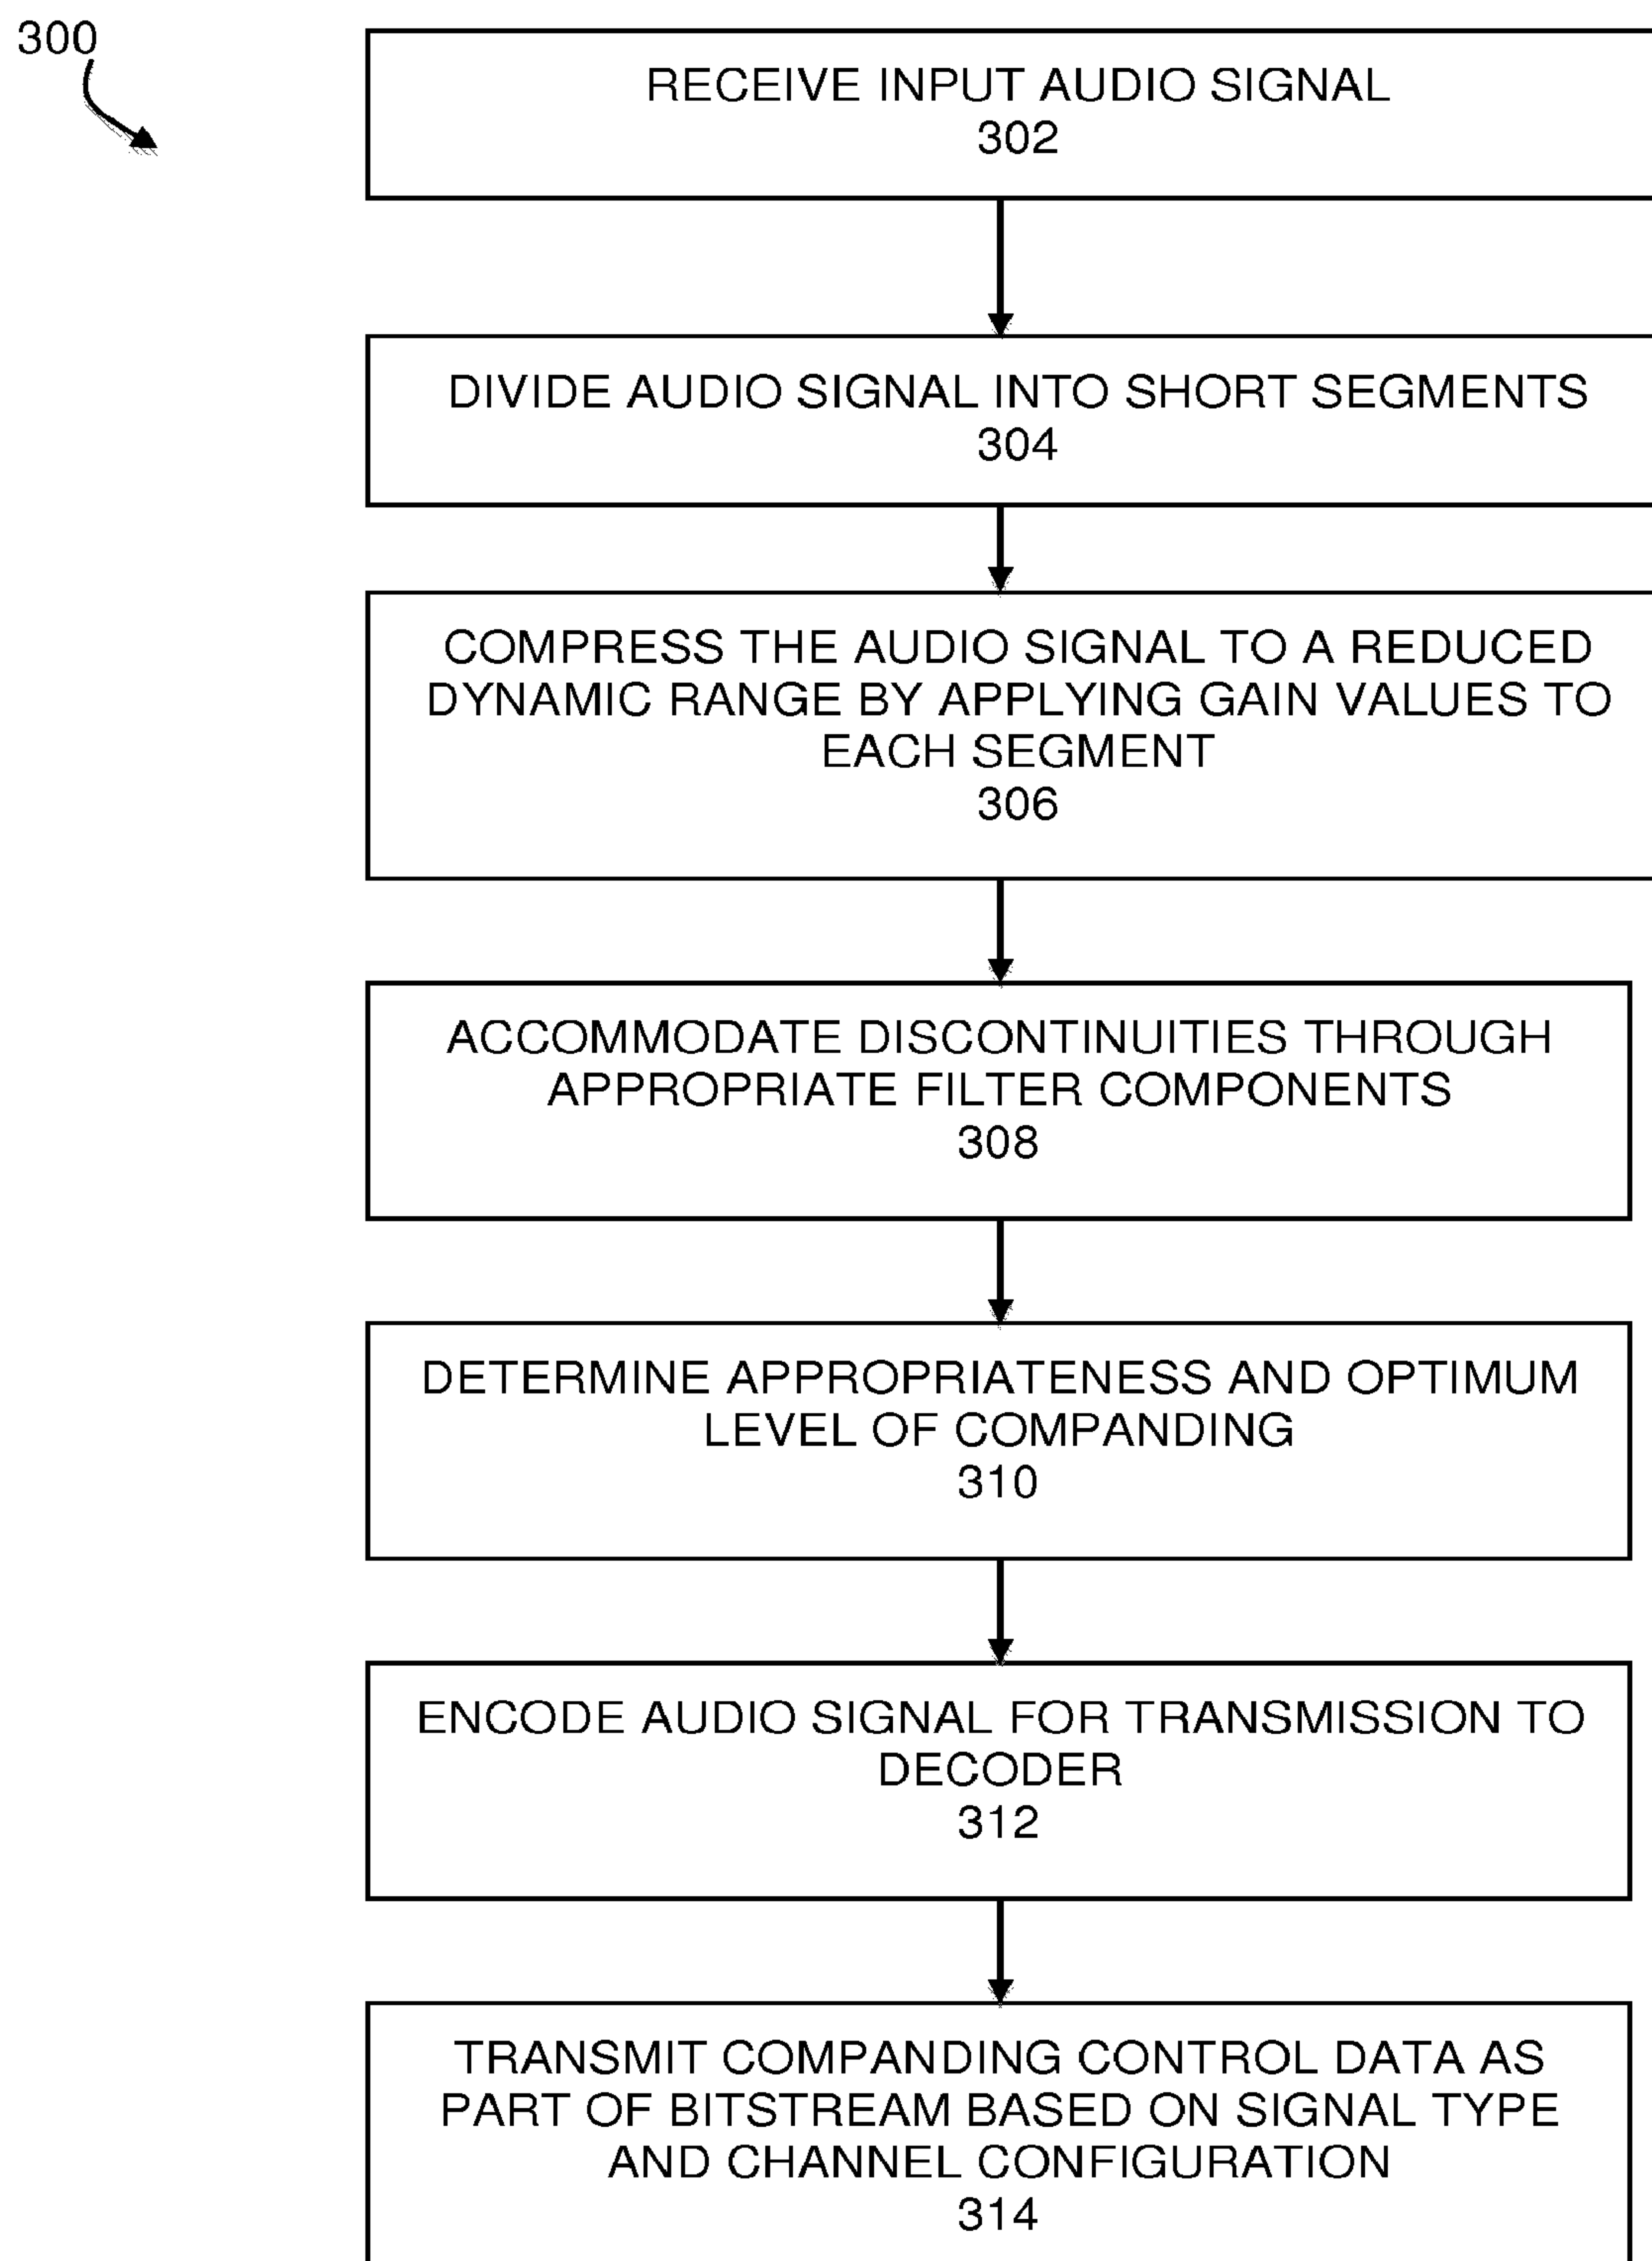 300
RECEIVE INPUT AUDIO SIGNAL
302
DIVIDE AUDIO SIGNAL INTO SHORT SEGMENTS
304
COMPRESS THE AUDIO SIGNAL TO A REDUCED
DYNAMIC RANGE BY APPLYING GAIN VALUES TO
EACH SEGMENT
306
ACCOMMODATE DISCONTINUITIES THROUGH
APPROPRIATE FILTER COMPONENTS
308
DETERMINE APPROPRIATENESS AND OPTIMUM
LEVEL OF COMPANDING
310
ENCODE AUDIO SIGNAL FOR TRANSMISSION TO
DECODER
312
TRANSMIT COMPANDING CONTROL DATA AS
PART OF BITSTREAM BASED ON SIGNAL TYPE
AND CHANNEL CONFIGURATION
314